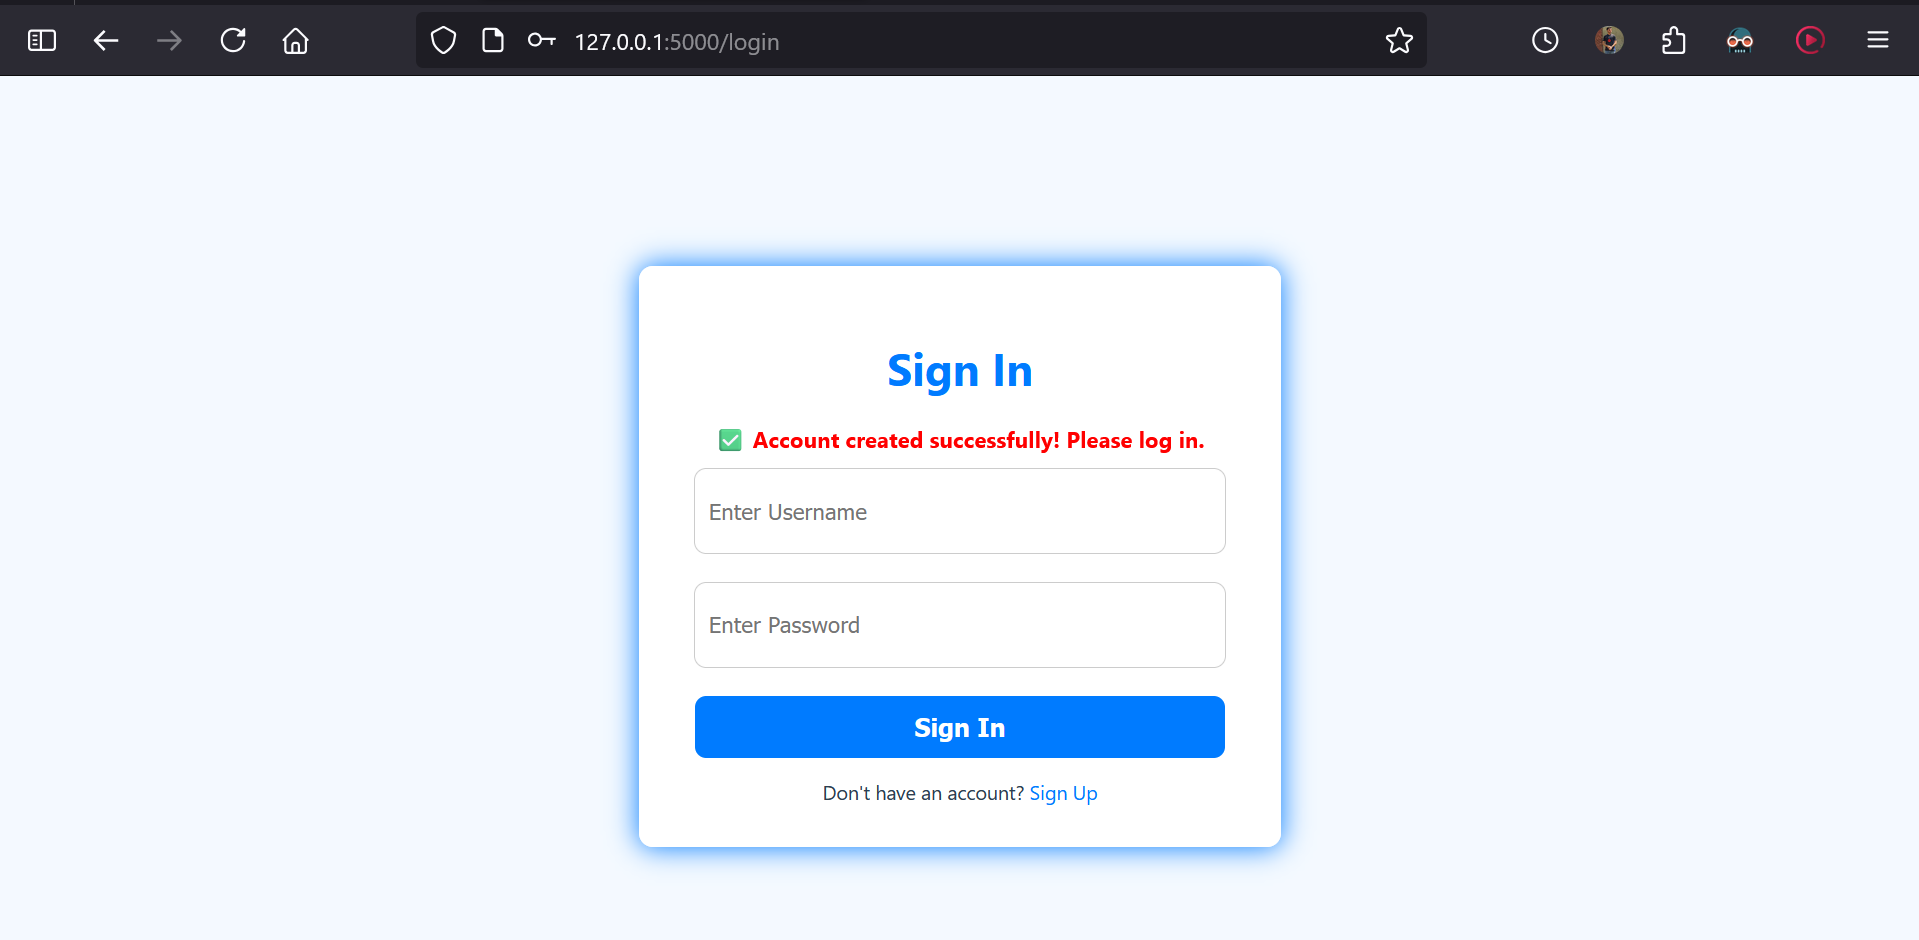 127.0.0.1:5000/login
Sign In
✅ Account created successfully! Please log in.
Enter Username
Enter Password
Sign In
Don't have an account? Sign Up